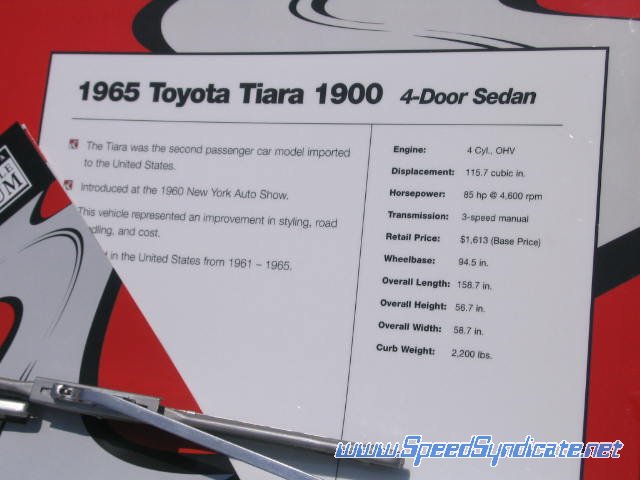 1965 Toyota Tiara 1900 4-Door Sedan
The Tiara was the second passenger car model imported
to the United States.
Introduced at the 1960 New York Auto Show.
This vehicle represented an improvement in styling, road
dling, and cost.
in the United States from 1961 – 1965.
Engine: 4 Cyl., OHV
Displacement: 115.7 cubic in.
Horsepower: 85 hp @ 4,600 rpm
Transmission: 3-speed manual
Retail Price: $1,613 (Base Price)
Wheelbase: 94.5 in.
Overall Length: 158.7 in.
Overall Height: 56.7 in.
Overall Width: 58.7 in.
Curb Weight: 2,200 lbs.
www.SpeedSyndicate.net